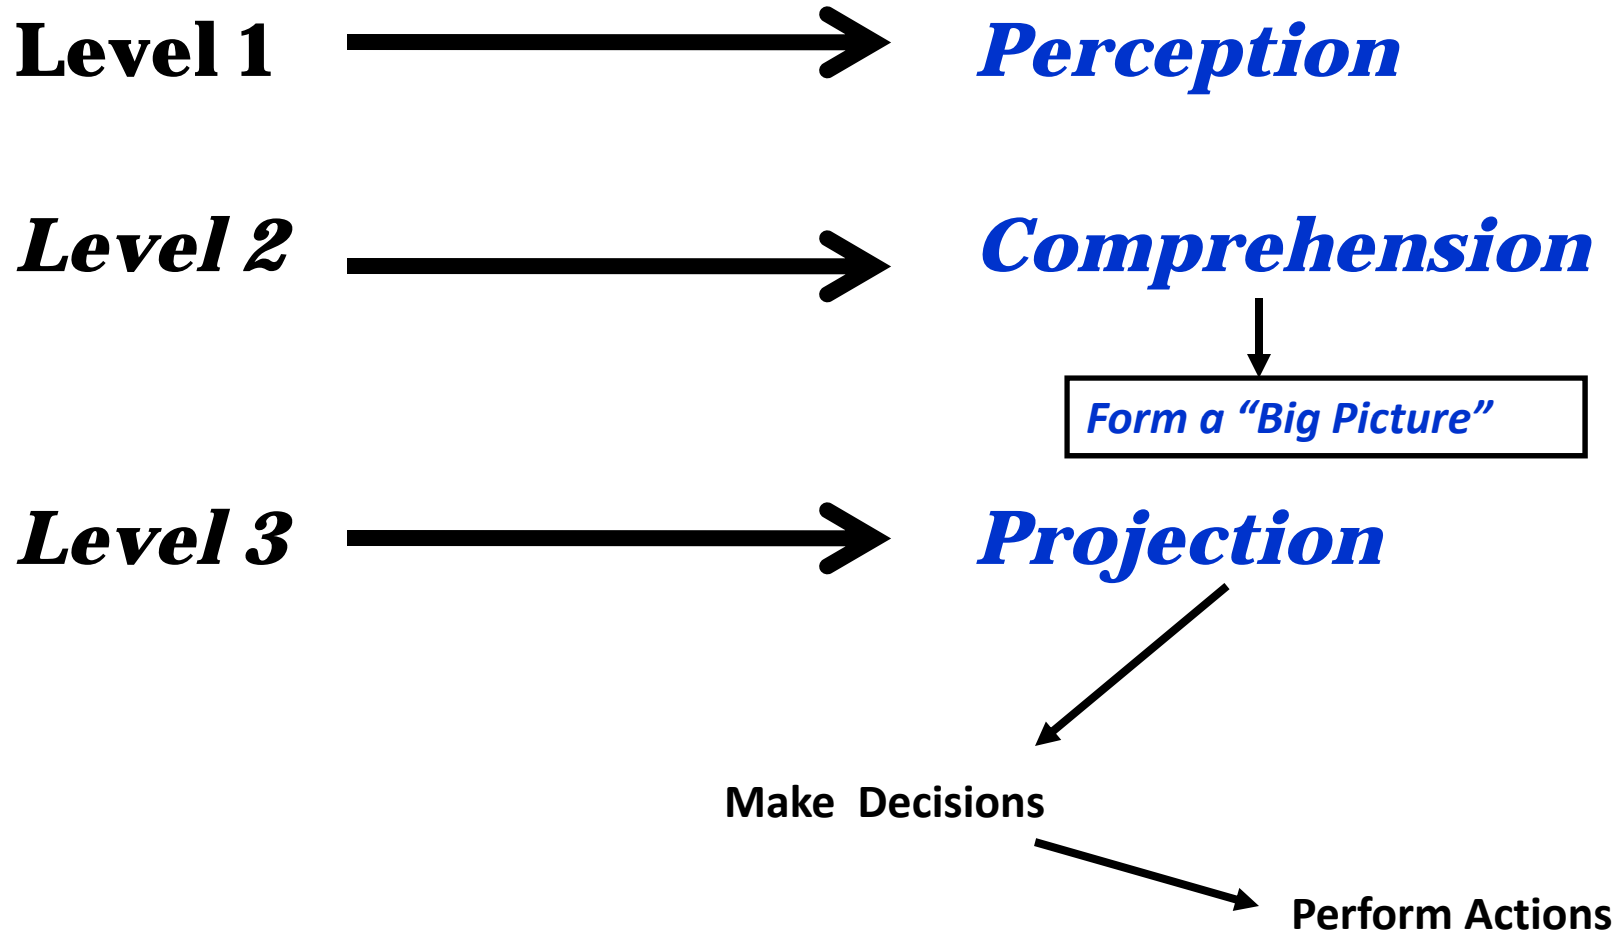 Level 1
Perception
Level 2
Comprehension
Form a “Big Picture”
Level 3
Projection
Make Decisions
Perform Actions